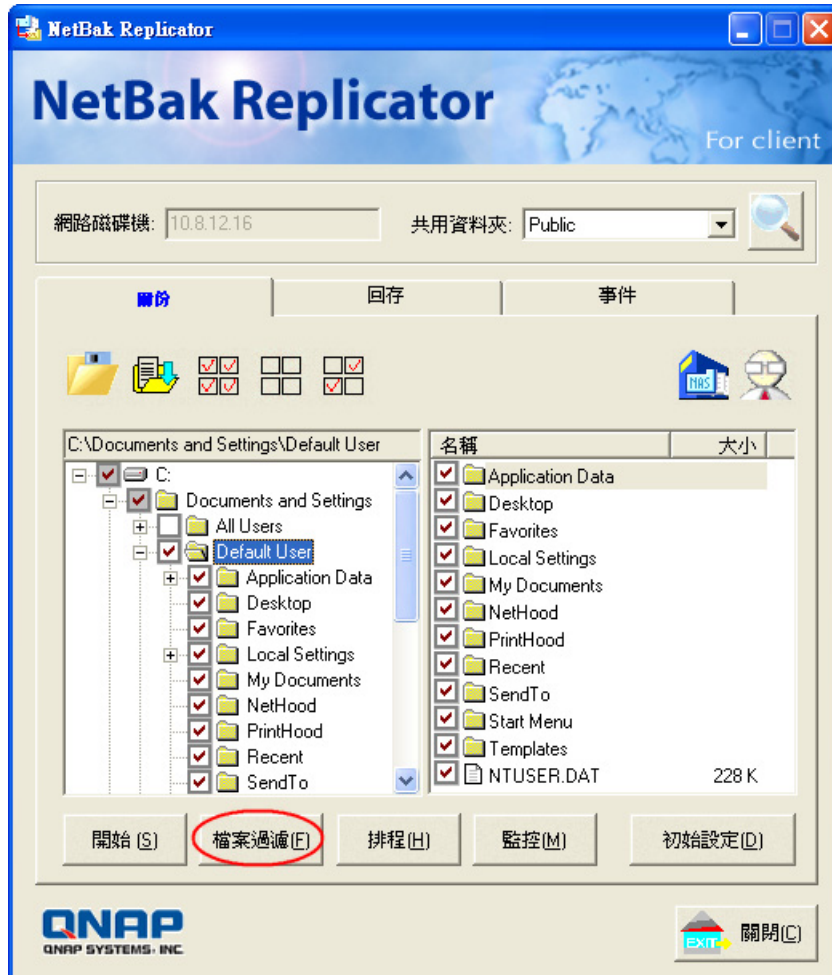 NetBak Replicator
NetBak Replicator
For client
網路磁碟機: 10.8.12.16 共用資料夾: Public
備份 回存 事件
NAS
C:\Documents and Settings\Default User
C:
Documents and Settings
All Users
Default User
Application Data
Desktop
Favorites
Local Settings
My Documents
NetHood
PrintHood
Recent
SendTo
名稱 大小
Application Data
Desktop
Favorites
Local Settings
My Documents
NetHood
PrintHood
Recent
SendTo
Start Menu
Templates
NTUSER.DAT 228 K
開始 (S) 檔案過濾(F) 排程(H) 監控(M) 初始設定(D)
QNAP
QNAP SYSTEMS, INC.
EXIT 關閉(C)